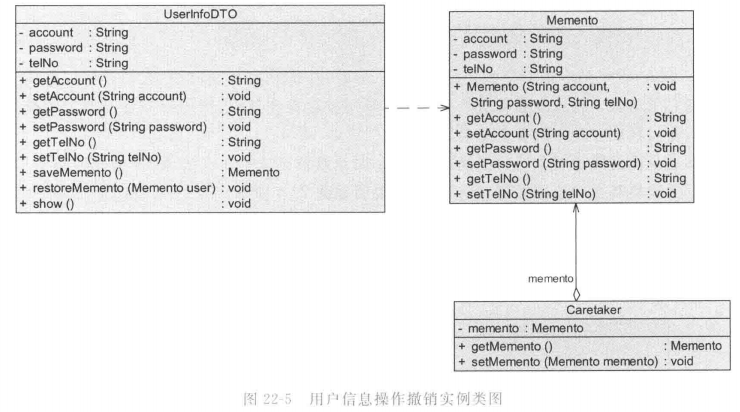 UserInfoDTO
- account : String
- password : String
- telNo : String
+ getAccount () : String
+ setAccount (String account) : void
+ getPassword () : String
+ setPassword (String password) : void
+ getTelNo () : String
+ setTelNo (String telNo) : void
+ saveMemento () : Memento
+ restoreMemento (Memento user) : void
+ show () : void
Memento
- account : String
- password : String
- telNo : String
+ Memento (String account, : void
String password, String telNo)
+ getAccount () : String
+ setAccount (String account) : void
+ getPassword () : String
+ setPassword (String password) : void
+ getTelNo () : String
+ setTelNo (String telNo) : void
memento
Caretaker
- memento : Memento
+ getMemento () : Memento
+ setMemento (Memento memento) : void
图 22-5 用户信息操作撤销实例类图